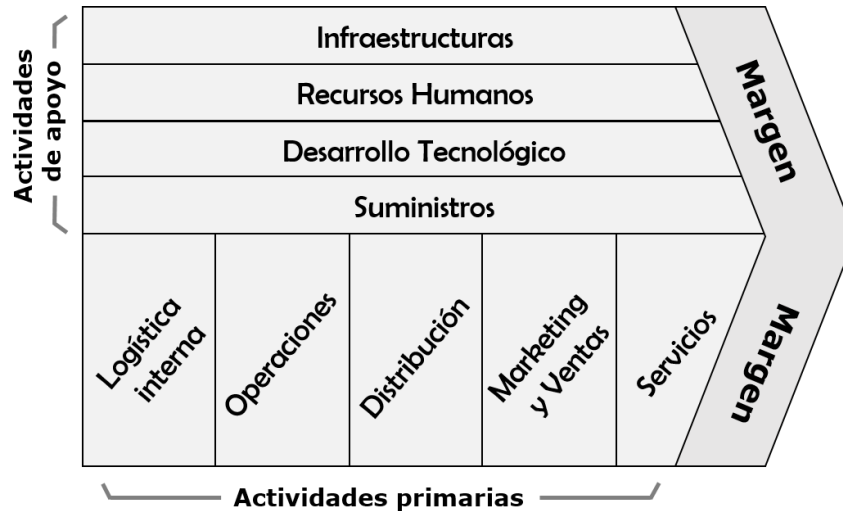 Actividades
de apoyo
Infraestructuras
Recursos Humanos
Desarrollo Tecnológico
Suministros
Margen
Logística
interna
Operaciones
Distribución
Marketing
y Ventas
Servicios
Margen
Actividades primarias